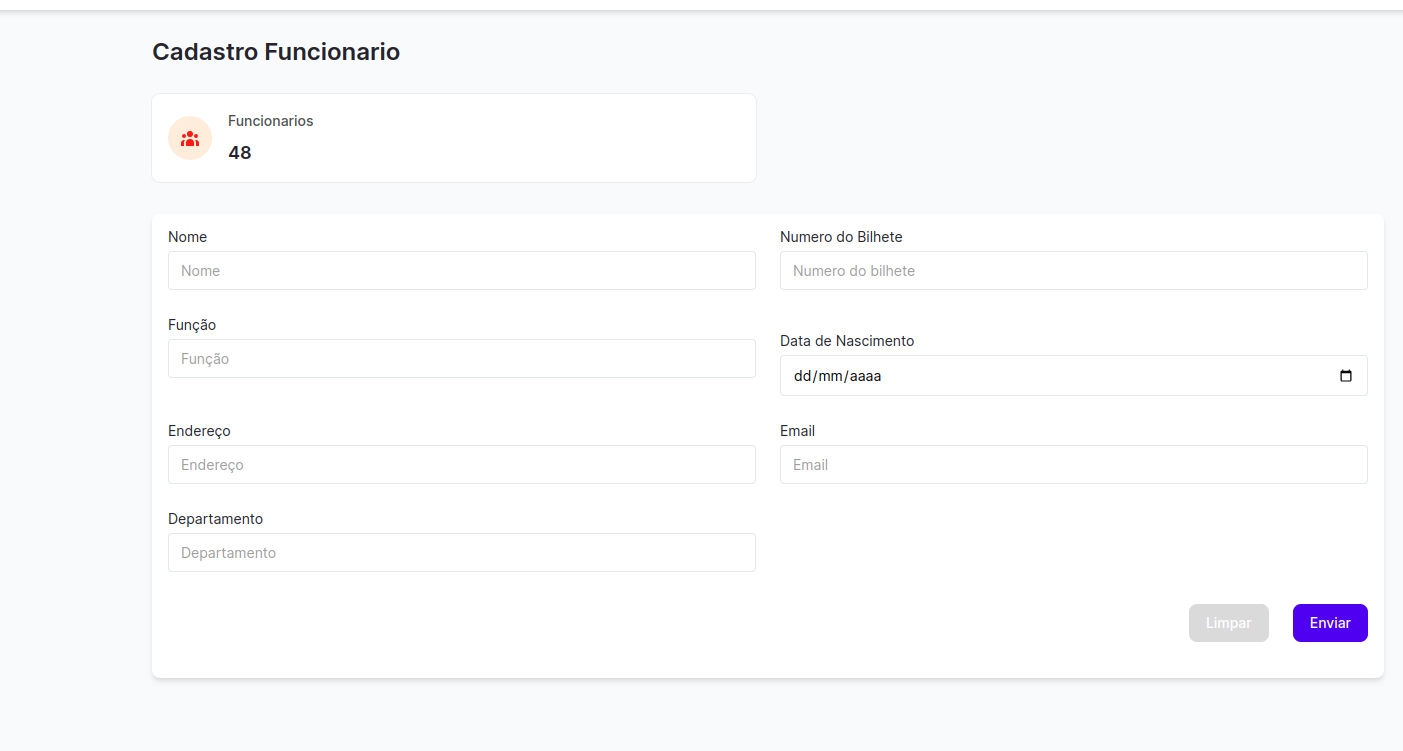 Cadastro Funcionario
Funcionarios
48
Nome
Numero do Bilhete
Nome
Numero do bilhete
Função
Data de Nascimento
Função
dd/mm/aaaa
Endereço
Email
Endereço
Email
Departamento
Departamento
Limpar
Enviar